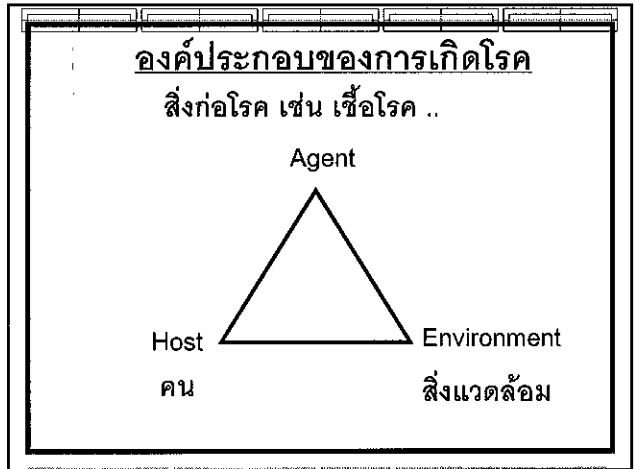 องค์ประกอบของการเกิดโรค
สิ่งก่อโรค เช่น เชื้อโรค ..
Agent
Host
Environment
คน
สิ่งแวดล้อม